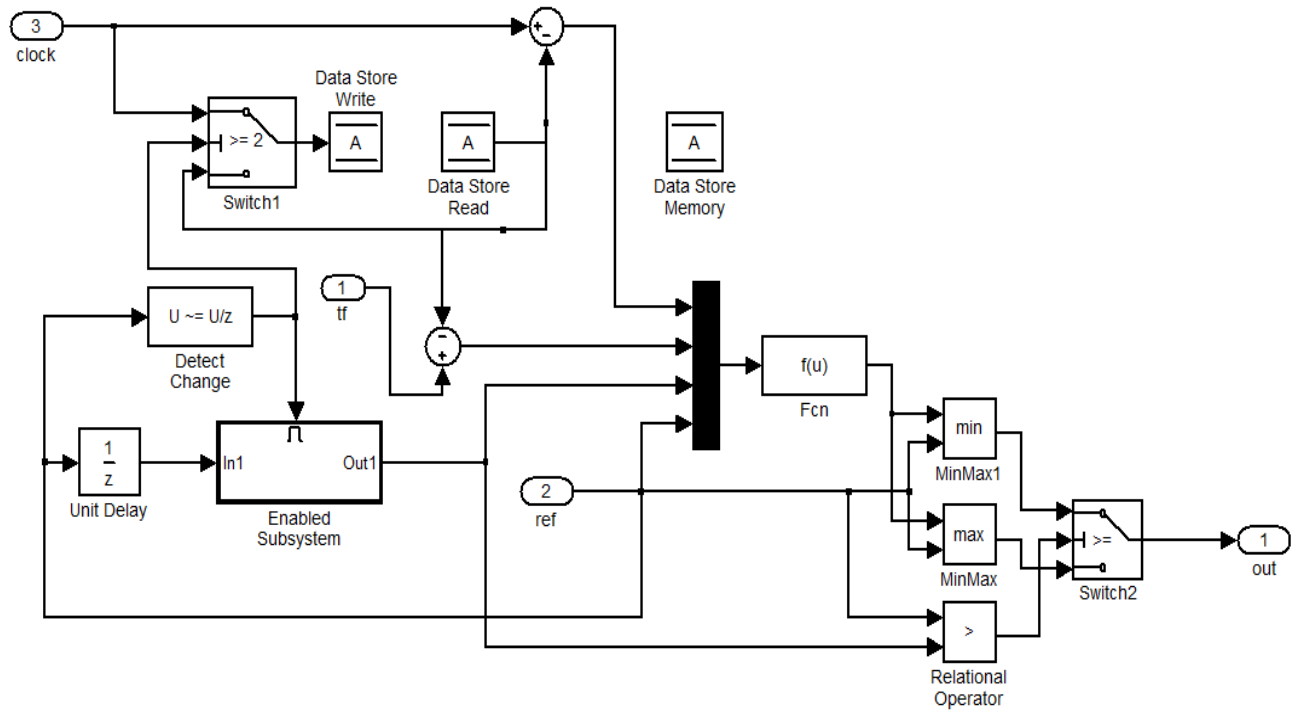 3
clock
+
-
Data Store
Write
A
>= 2
Switch1
A
Data Store
Read
A
Data Store
Memory
1
tf
U ~= U/z
Detect
Change
-
+
f(u)
Fcn
1
z
Unit Delay
In1
Out1
Enabled
Subsystem
2
ref
min
MinMax1
max
MinMax
>=
Switch2
1
out
>
Relational
Operator